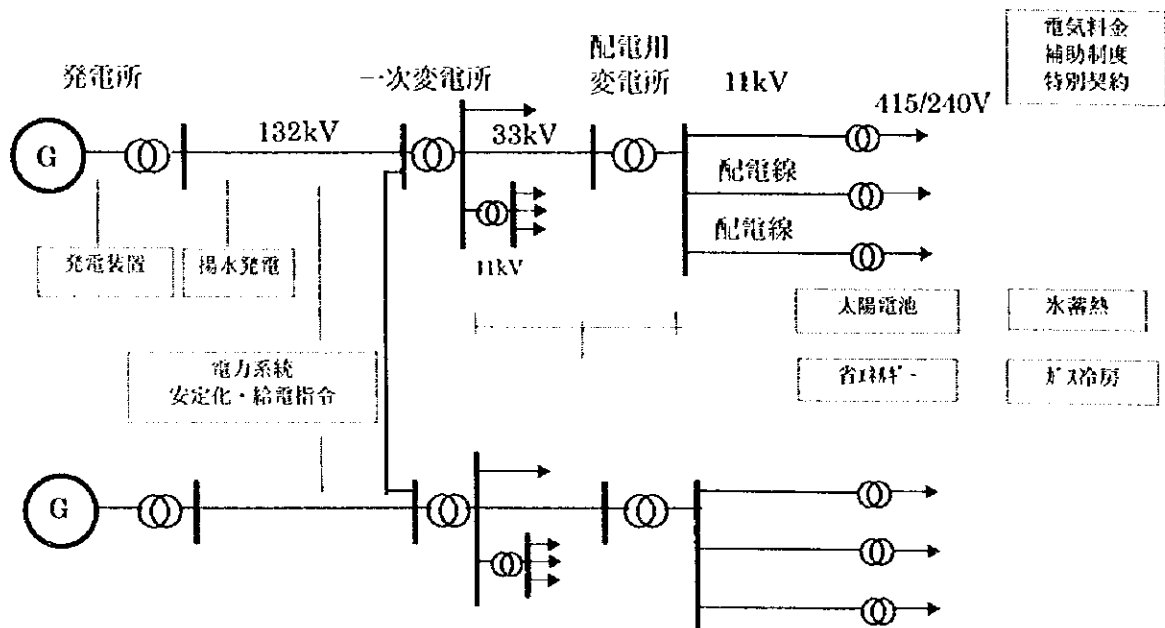 電気料金
補助制度
特別契約
発電所
一次変電所
配電用
変電所
11kV
415/240V
G
132kV
33kV
配電線
配電線
11kV
発電装置
揚水発電
太陽電池
氷蓄熱
電力系統
安定化・給電指令
省エネルギー
ガス冷房
G